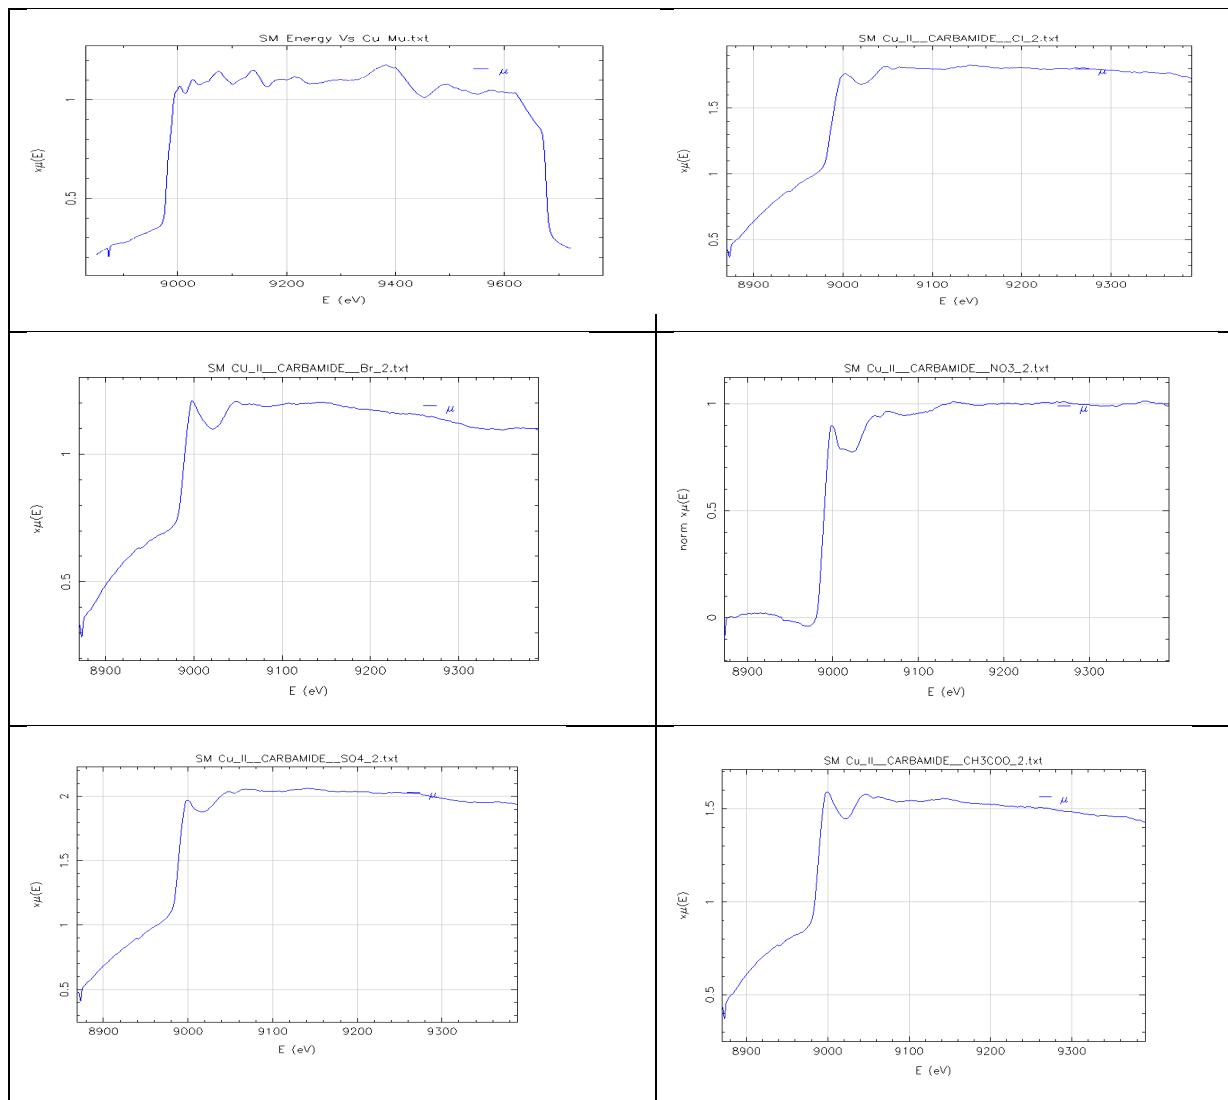 SM Energy Vs Cu Mu.txt
μ
1
0.5
xμ(E)
9000 9200 9400 9600
E (eV)
SM Cu_II__CARBAMIDE__Cl_2.txt
μ
1.5
1
0.5
xμ(E)
8900 9000 9100 9200 9300
E (eV)
SM CU_II__CARBAMIDE__Br_2.txt
μ
1
0.5
xμ(E)
8900 9000 9100 9200 9300
E (eV)
SM Cu_II__CARBAMIDE__NO3_2.txt
μ
1
0.5
0
norm xμ(E)
8900 9000 9100 9200 9300
E (eV)
SM Cu_II__CARBAMIDE__SO4_2.txt
μ
2
1.5
1
0.5
xμ(E)
8900 9000 9100 9200 9300
E (eV)
SM Cu_II__CARBAMIDE__CH3COO_2.txt
μ
1.5
1
0.5
xμ(E)
8900 9000 9100 9200 9300
E (eV)